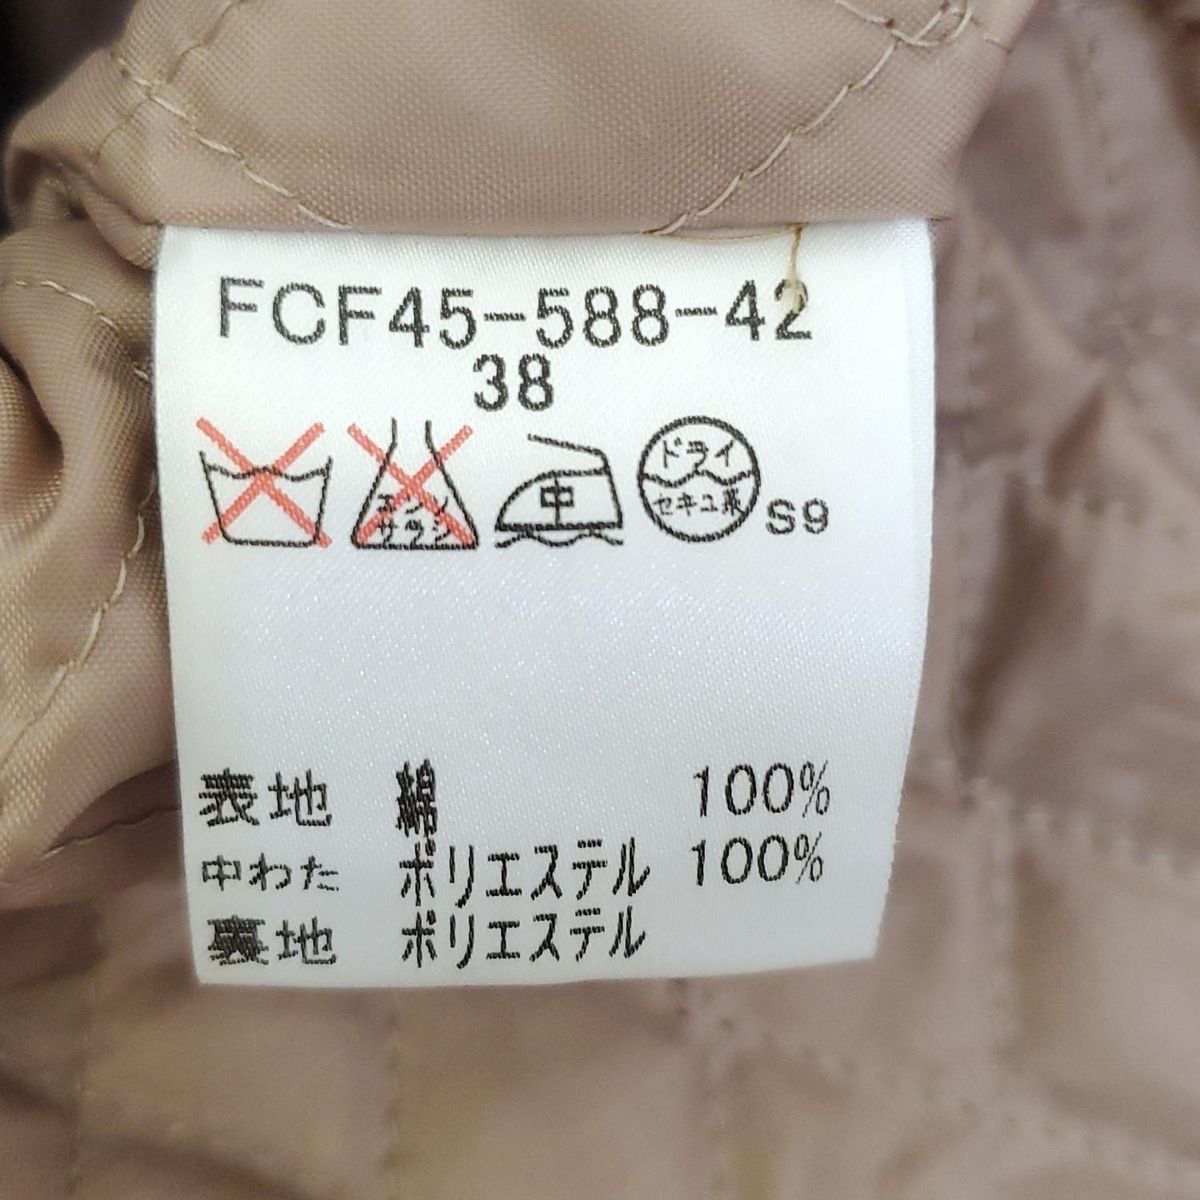 FCF45-588-42
38
エンソ
サラシ
中
ドライ
セキユ系
S9
表地 綿 100%
中わた ポリエステル 100%
裏地 ポリエステル